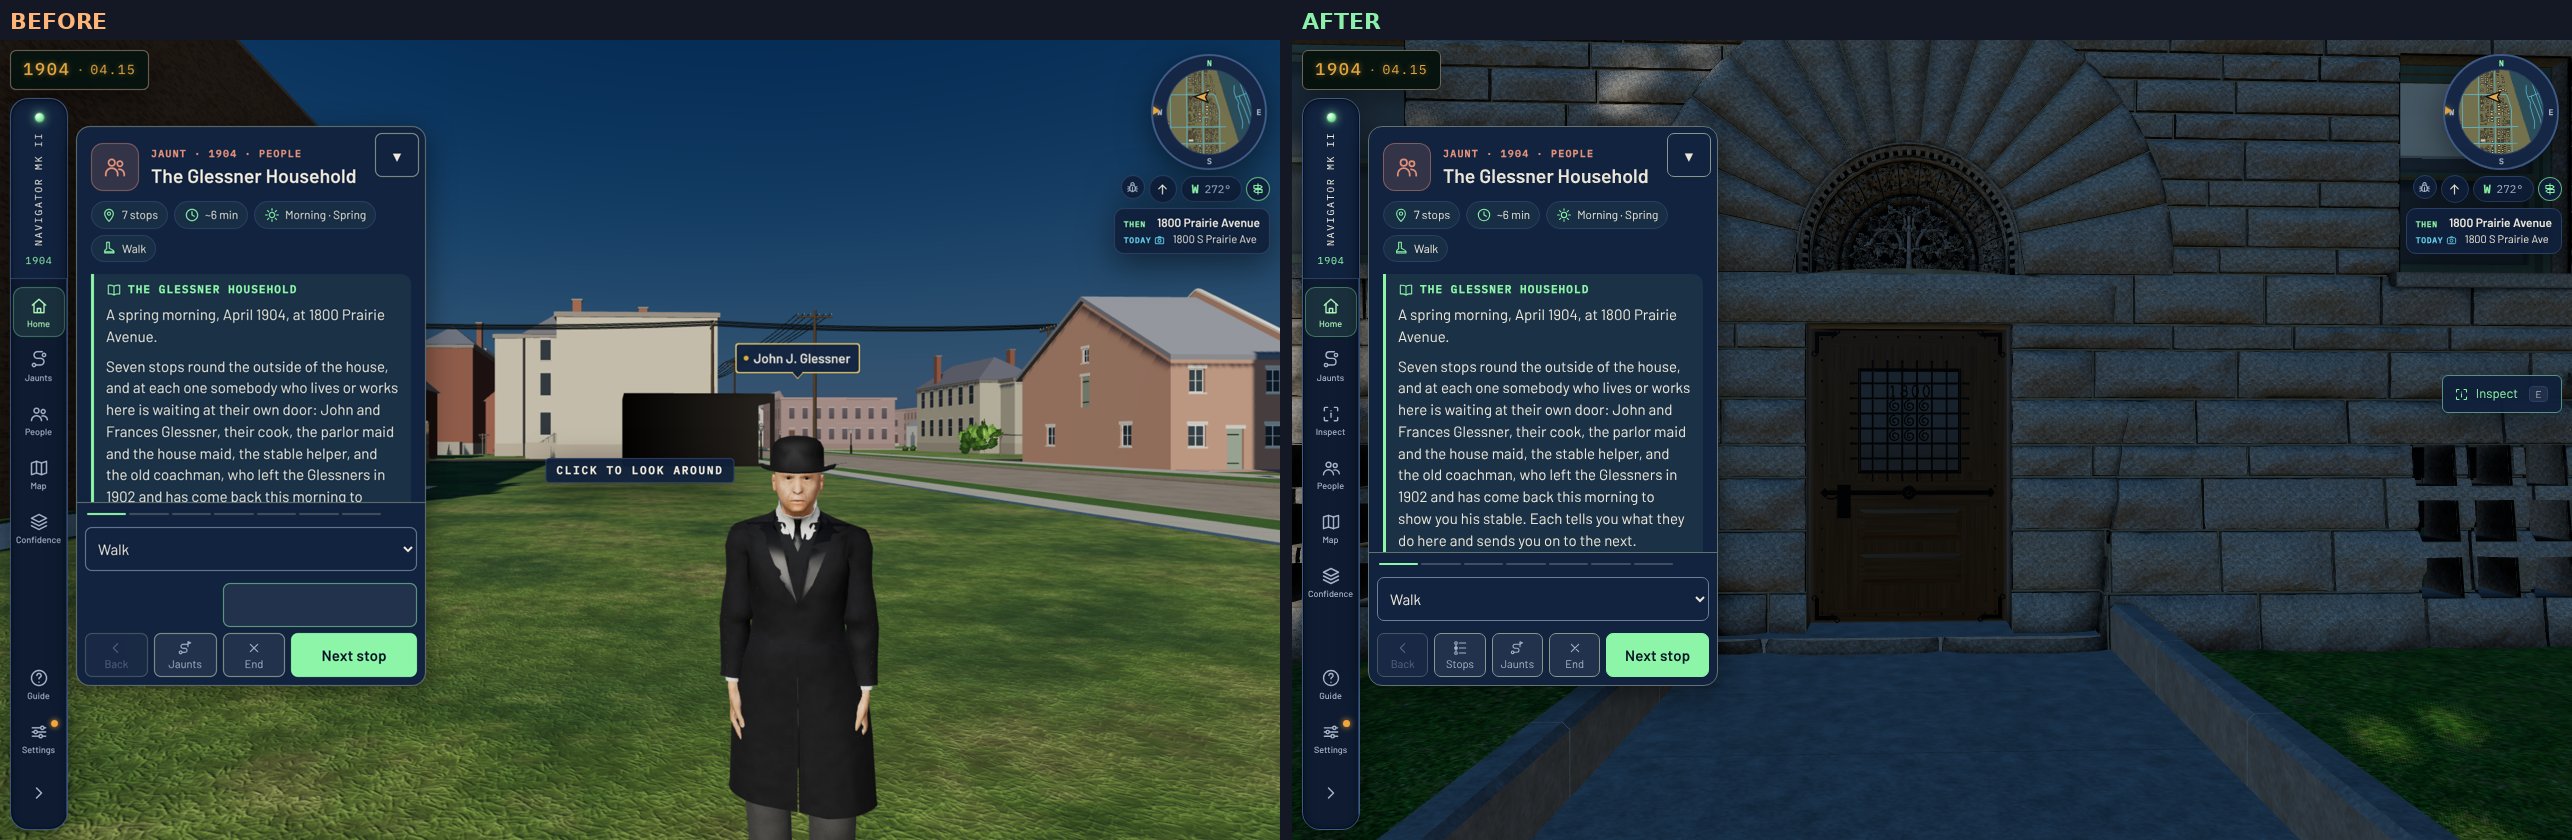 BEFORE
1904 · 04.15
NAVIGATOR MK II
1904
Home
Jaunts
People
Map
Confidence
Guide
Settings
JAUNT · 1904 · PEOPLE
The Glessner Household
7 stops
~6 min
Morning · Spring
Walk
THE GLESSNER HOUSEHOLD
A spring morning, April 1904, at 1800 Prairie
Avenue.
Seven stops round the outside of the house,
and at each one somebody who lives or works
here is waiting at their own door: John and
Frances Glessner, their cook, the parlor maid
and the house maid, the stable helper, and
the old coachman, who left the Glessners in
1902 and has come back this morning to
Walk
Back
Jaunts
End
Next stop
John J. Glessner
CLICK TO LOOK AROUND
N
E
S
W
W 272°
THEN 1800 Prairie Avenue
TODAY 1800 S Prairie Ave
AFTER
1904 · 04.15
NAVIGATOR MK II
1904
Home
Jaunts
Inspect
People
Map
Confidence
Guide
Settings
JAUNT · 1904 · PEOPLE
The Glessner Household
7 stops
~6 min
Morning · Spring
Walk
THE GLESSNER HOUSEHOLD
A spring morning, April 1904, at 1800 Prairie
Avenue.
Seven stops round the outside of the house,
and at each one somebody who lives or works
here is waiting at their own door: John and
Frances Glessner, their cook, the parlor maid
and the house maid, the stable helper, and
the old coachman, who left the Glessners in
1902 and has come back this morning to
show you his stable. Each tells you what they
do here and sends you on to the next.
Walk
Back
Stops
Jaunts
End
Next stop
1800
N
E
S
W
W 272°
THEN 1800 Prairie Avenue
TODAY 1800 S Prairie Ave
Inspect E